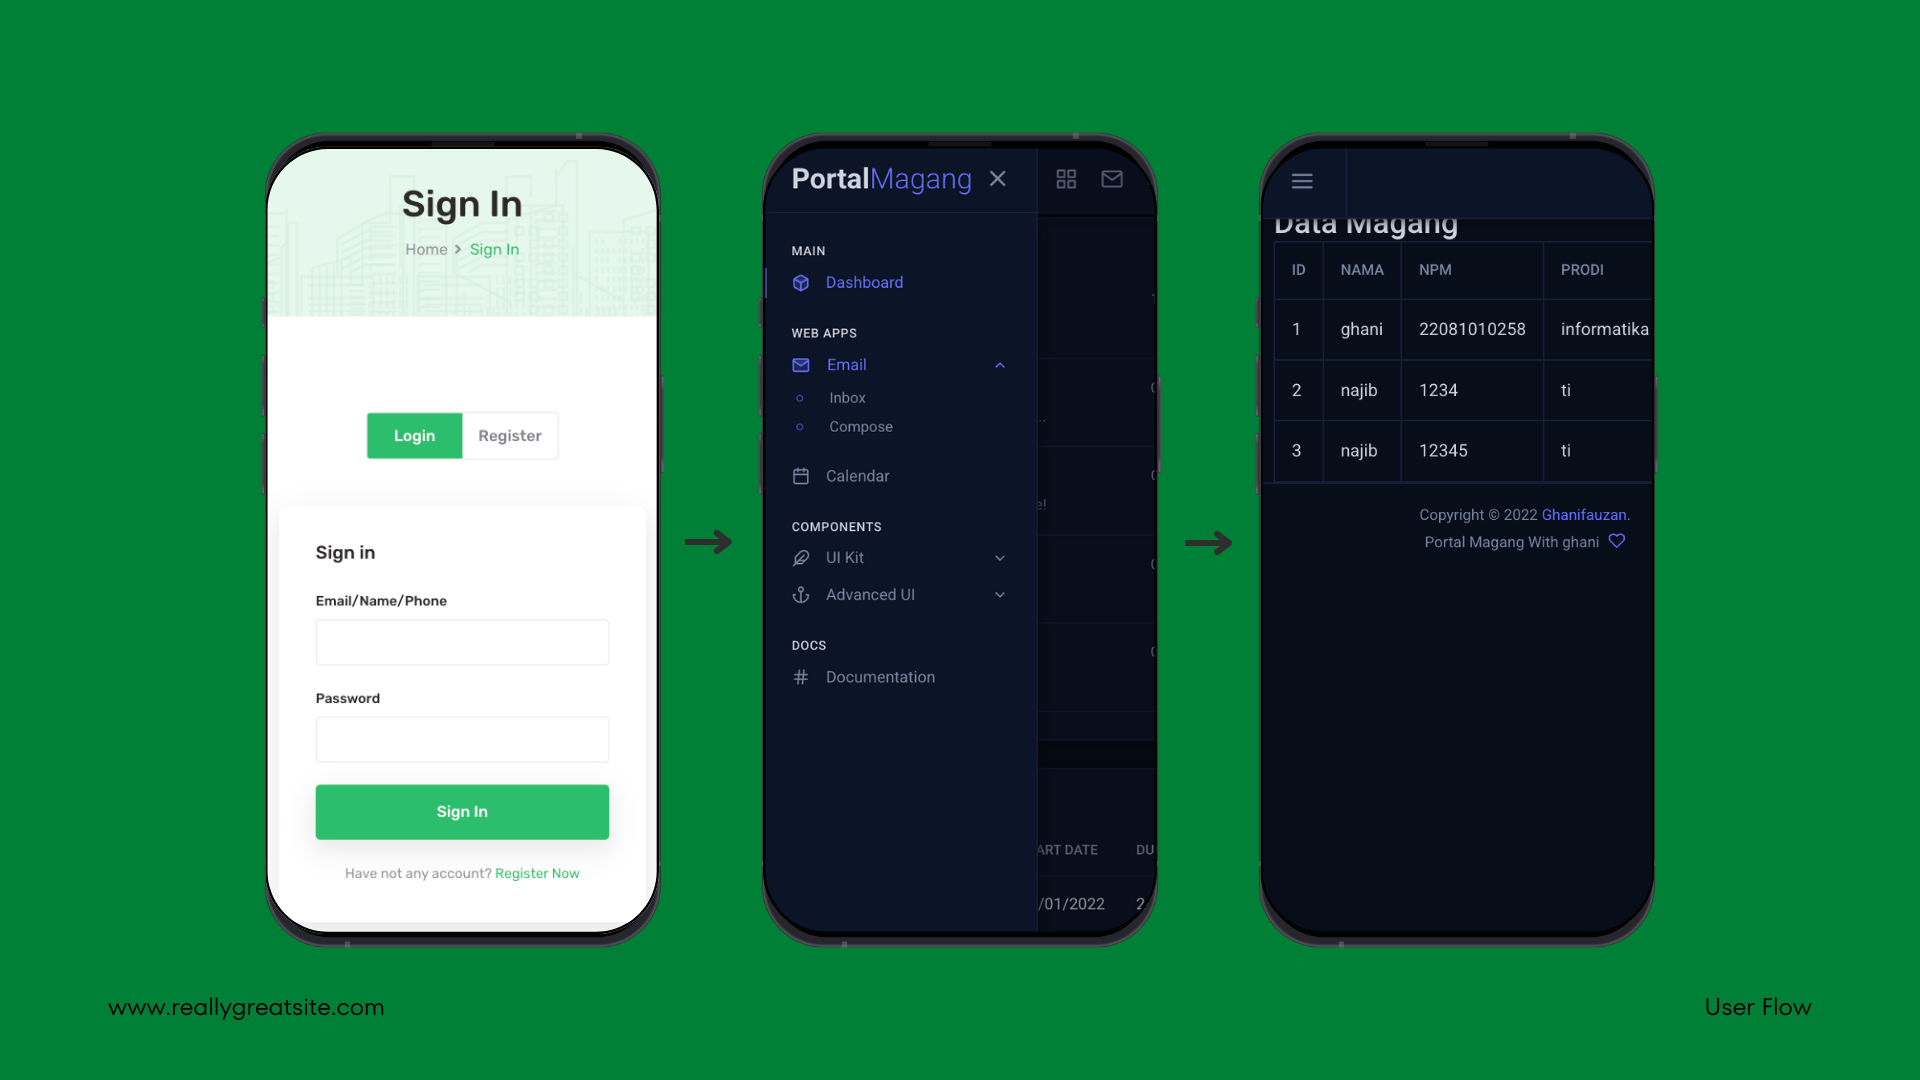 Sign In
Home > Sign In
Login Register
Sign in
Email/Name/Phone
Password
Sign In
Have not any account? Register Now
PortalMagang
MAIN
Dashboard
WEB APPS
Email
Inbox
Compose
Calendar
COMPONENTS
UI Kit
Advanced UI
DOCS
Documentation
ART DATE DU
/01/2022 2
Data Magang
ID NAMA NPM PRODI
1 ghani 22081010258 informatika
2 najib 1234 ti
3 najib 12345 ti
Copyright © 2022 Ghanifauzan.
Portal Magang With ghani
www.reallygreatsite.com
User Flow